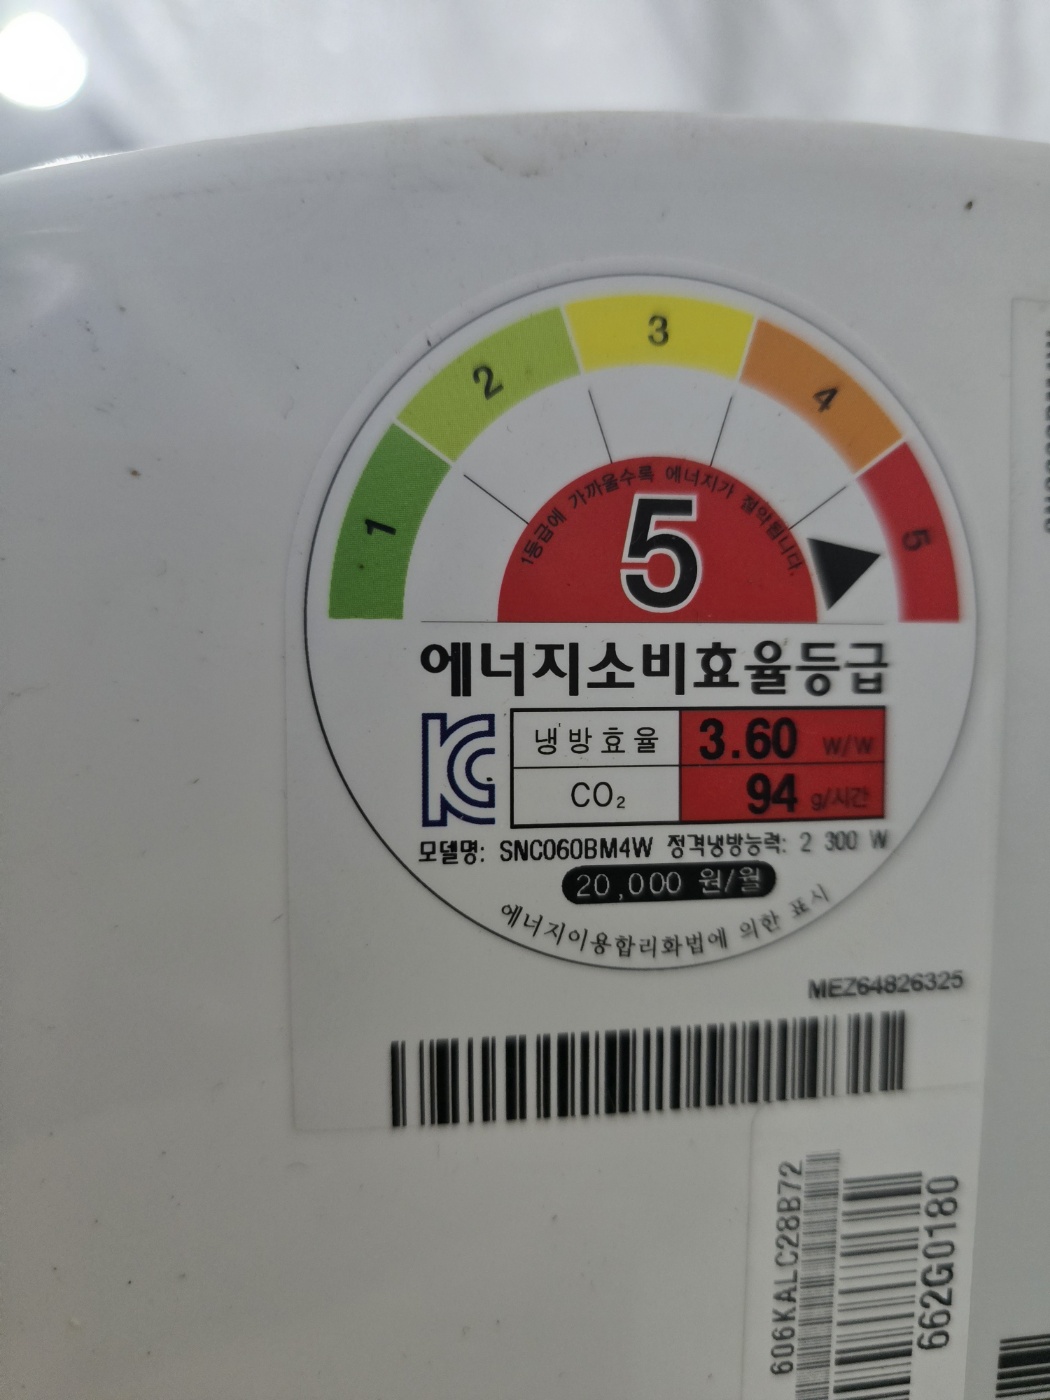 1
2
3
4
5
1등급에 가까울수록 에너지가 절약됩니다.
5
에너지소비효율등급
냉방효율 3.60 W/W
CO₂ 94 g/시간
모델명: SNC060BM4W 정격냉방능력: 2 300 W
20,000 원/월
에너지이용합리화법에 의한 표시
MEZ64826325
606KALC28B72
662G0180